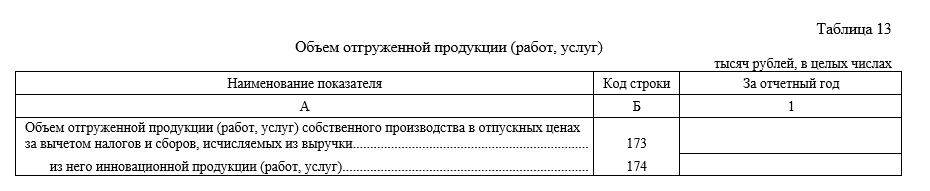 Таблица 13
Объем отгруженной продукции (работ, услуг)
тысяч рублей, в целых числах
Наименование показателя Код строки За отчетный год
А Б 1
Объем отгруженной продукции (работ, услуг) собственного производства в отпускных ценах
за вычетом налогов и сборов, исчисляемых из выручки.................................................................... 173
из него инновационной продукции (работ, услуг)....................................................................... 174